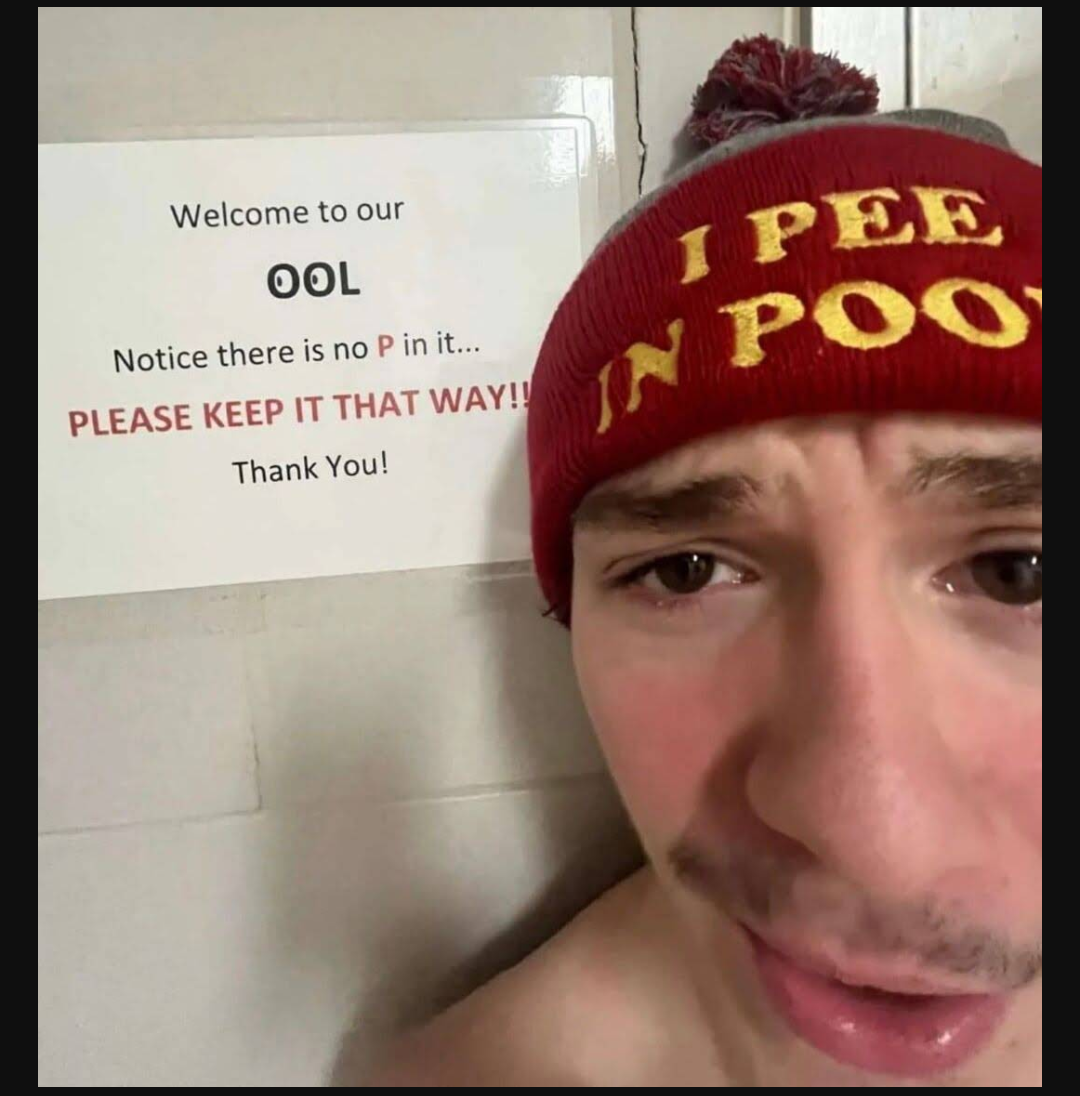 Welcome to our
OOL
Notice there is no P in it...
PLEASE KEEP IT THAT WAY!!
Thank You!
I PEE
IN POO